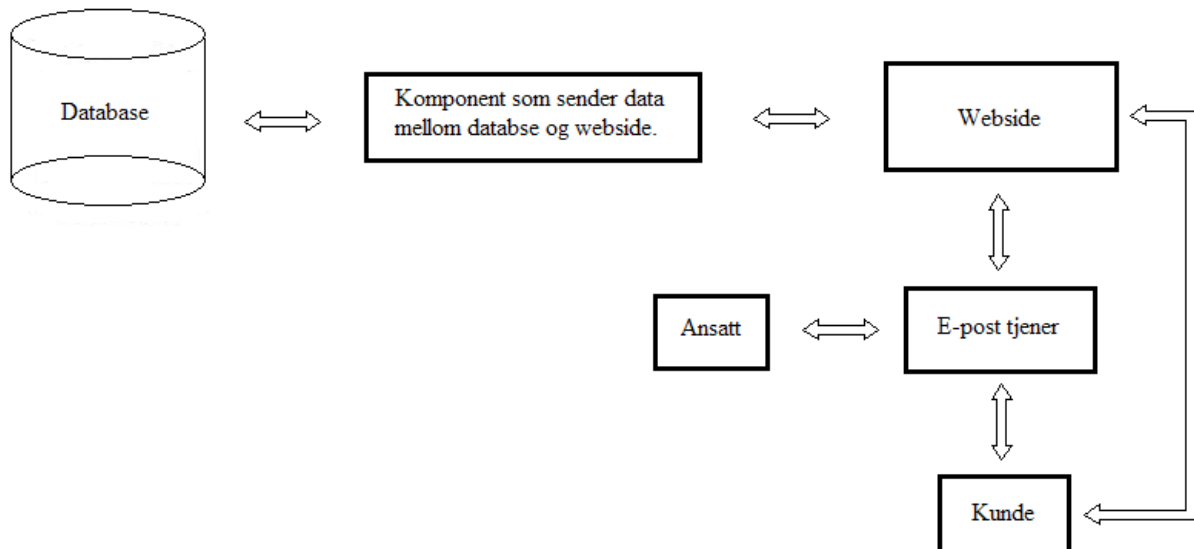 Database
Komponent som sender data
mellom databse og webside.
Webside
Ansatt
E-post tjener
Kunde